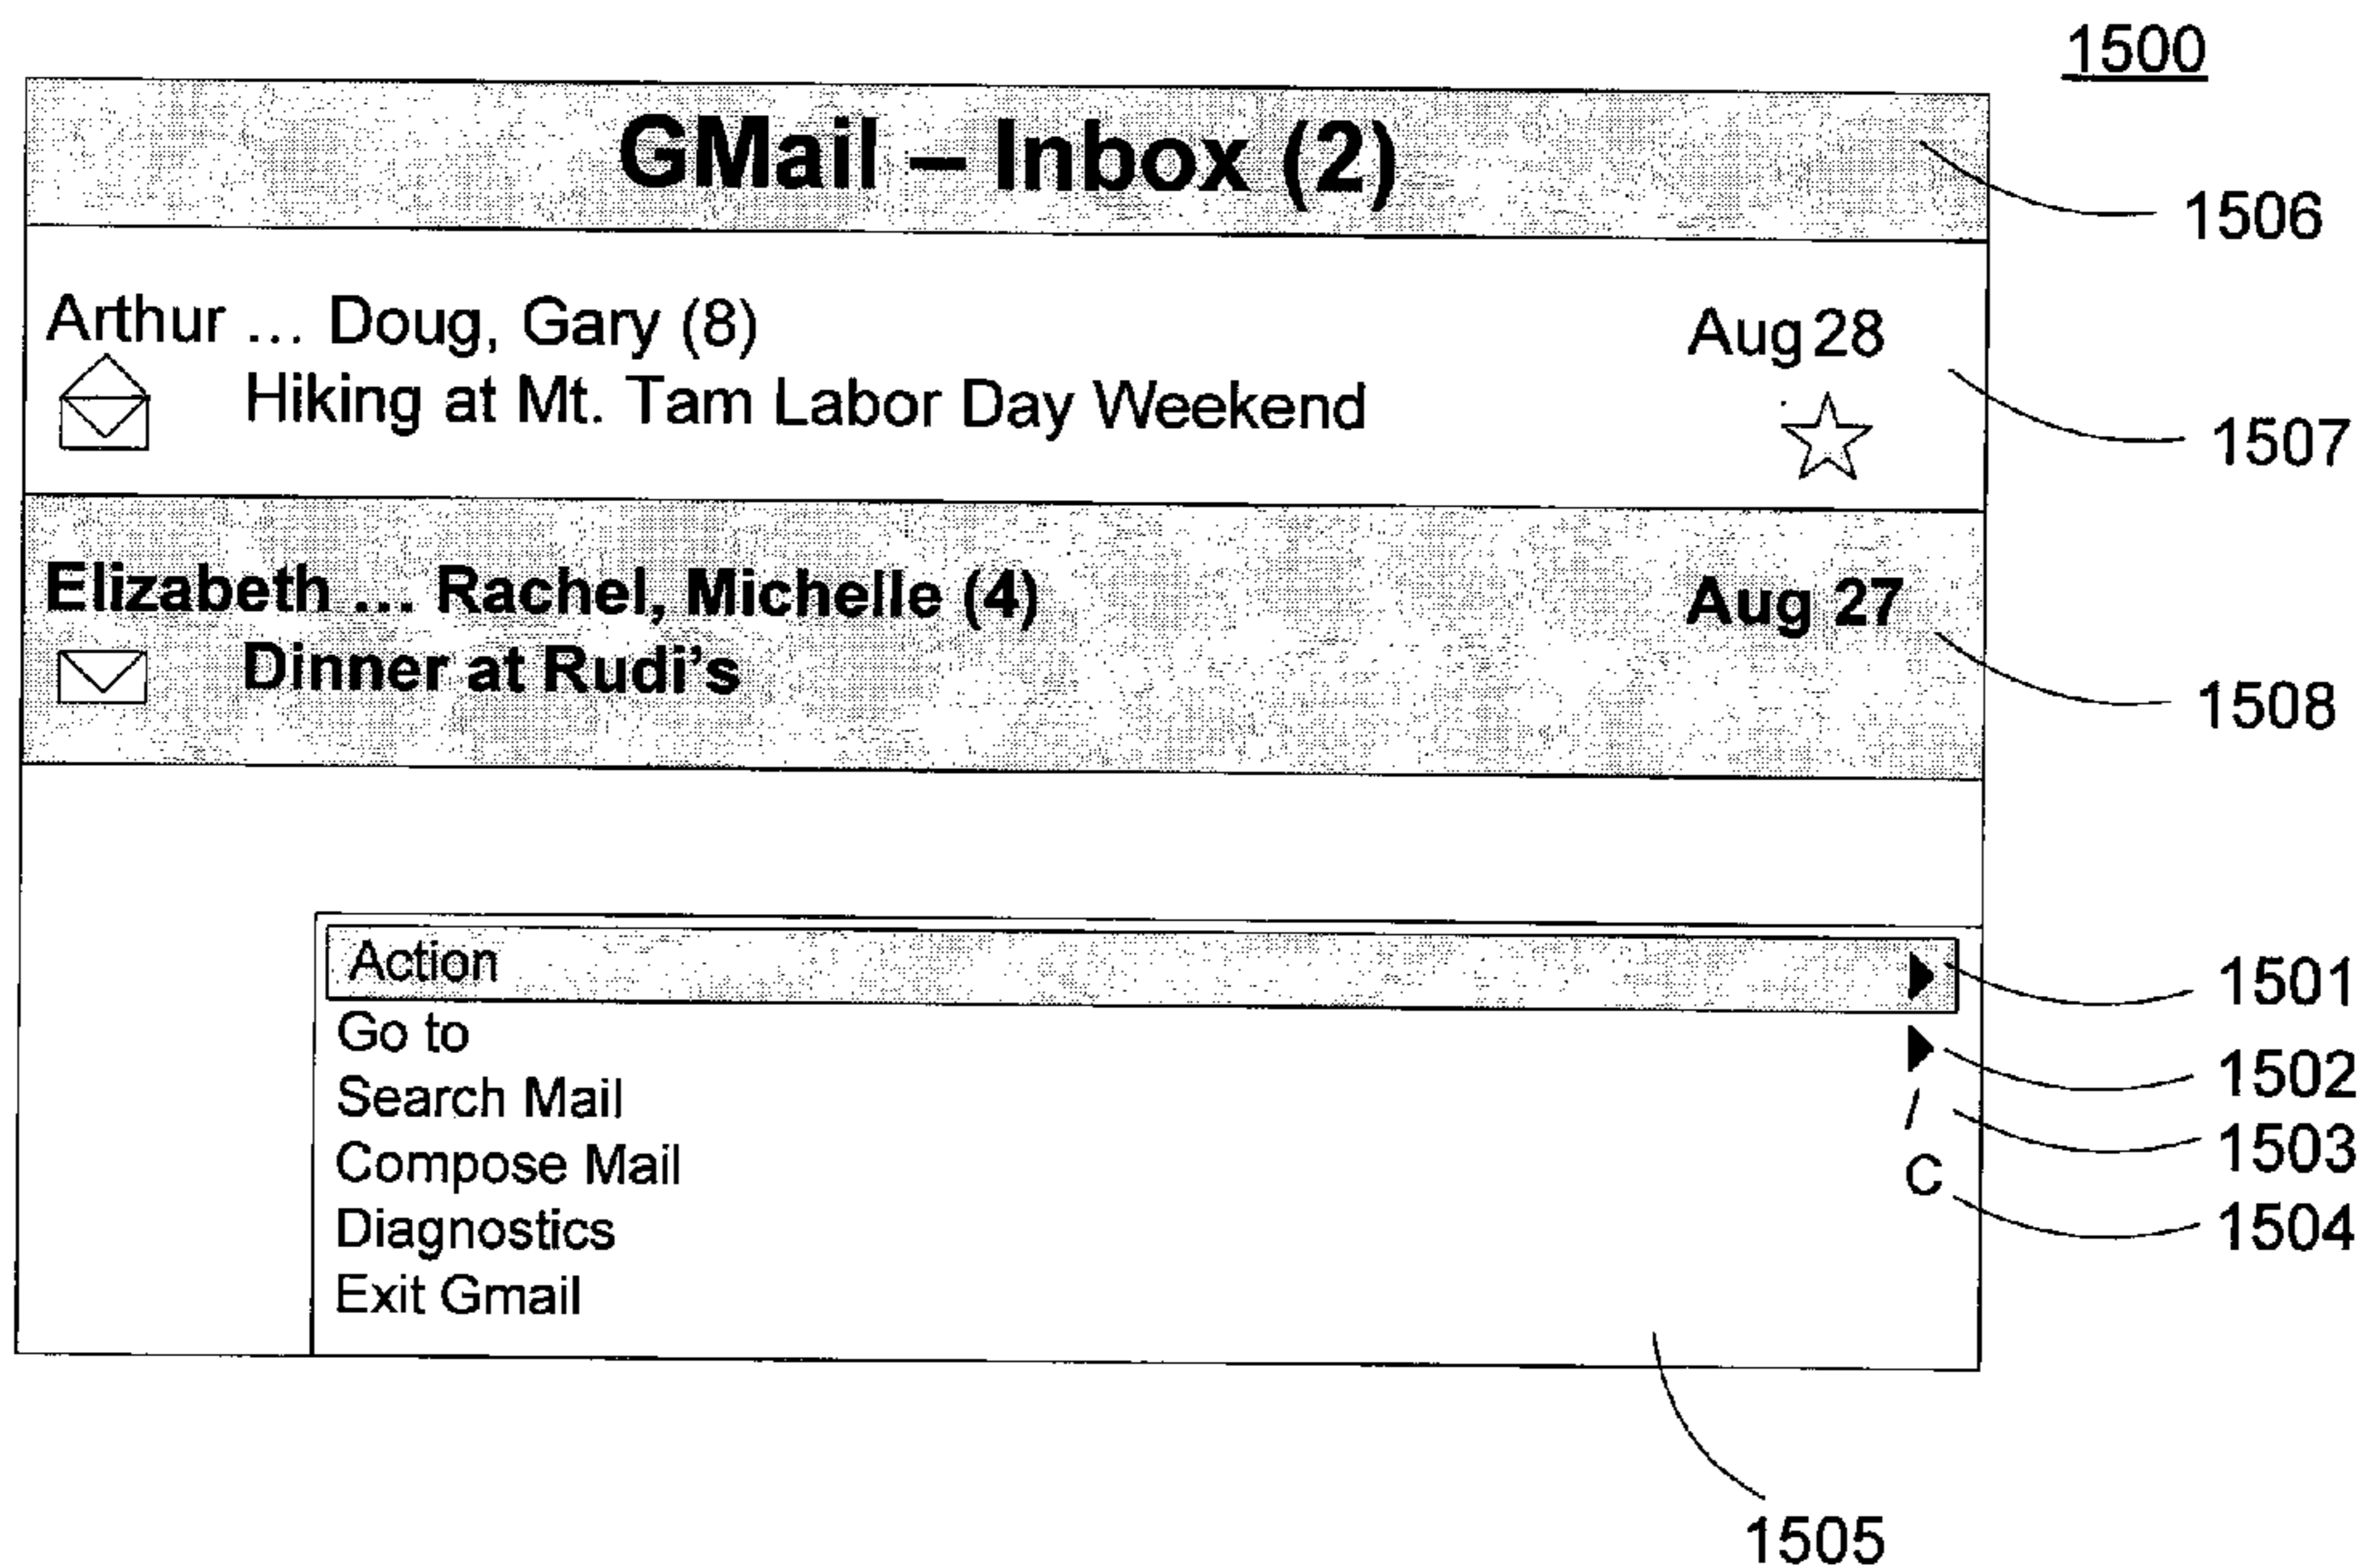 1500
GMail – Inbox (2)
1506
Arthur ... Doug, Gary (8) Aug 28
Hiking at Mt. Tam Labor Day Weekend
1507
Elizabeth ... Rachel, Michelle (4) Aug 27
Dinner at Rudi's
1508
Action
1501
Go to
1502
Search Mail /
1503
Compose Mail C
1504
Diagnostics
Exit Gmail
1505